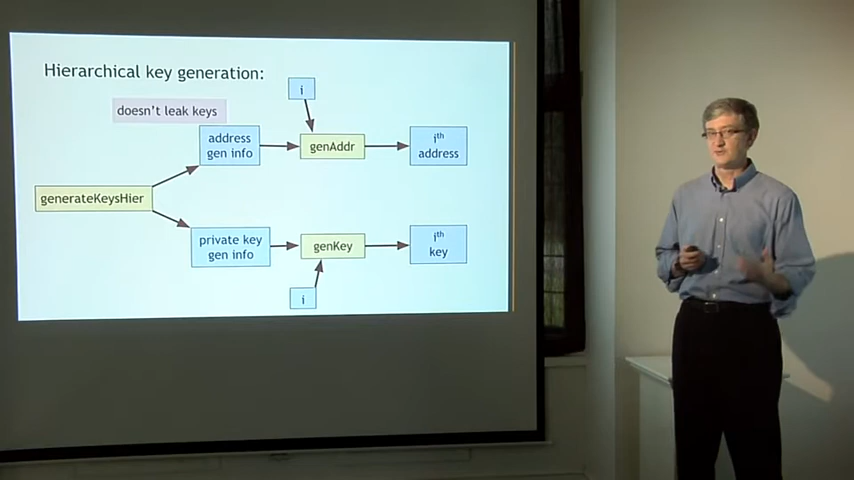 Hierarchical key generation:
i
doesn't leak keys
address
gen info
genAddr
ith
address
generateKeysHier
private key
gen info
genKey
ith
key
i